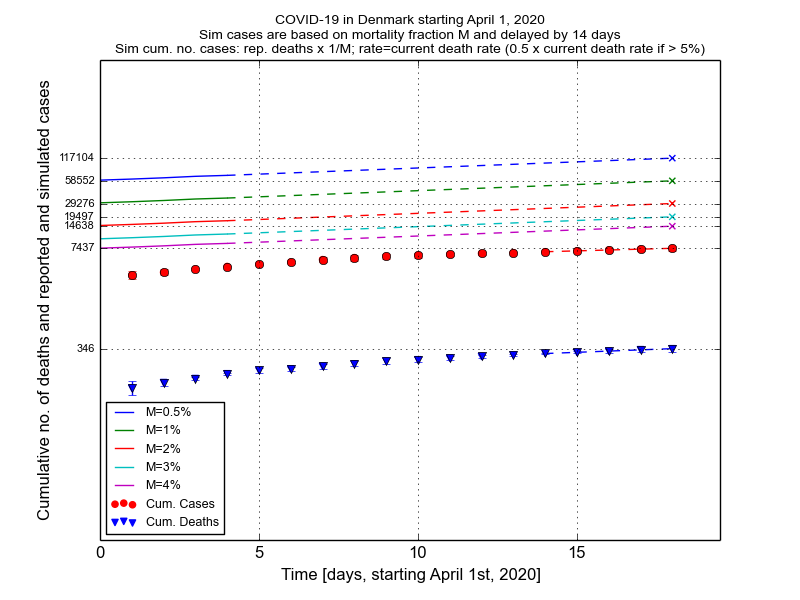 COVID-19 in Denmark starting April 1, 2020
Sim cases are based on mortality fraction M and delayed by 14 days
Sim cum. no. cases: rep. deaths x 1/M; rate=current death rate (0.5 x current death rate if > 5%)
Cumulative no. of deaths and reported and simulated cases
117104
58552
29276
19497
14638
7437
346
M=0.5%
M=1%
M=2%
M=3%
M=4%
Cum. Cases
Cum. Deaths
0
5
10
15
Time [days, starting April 1st, 2020]